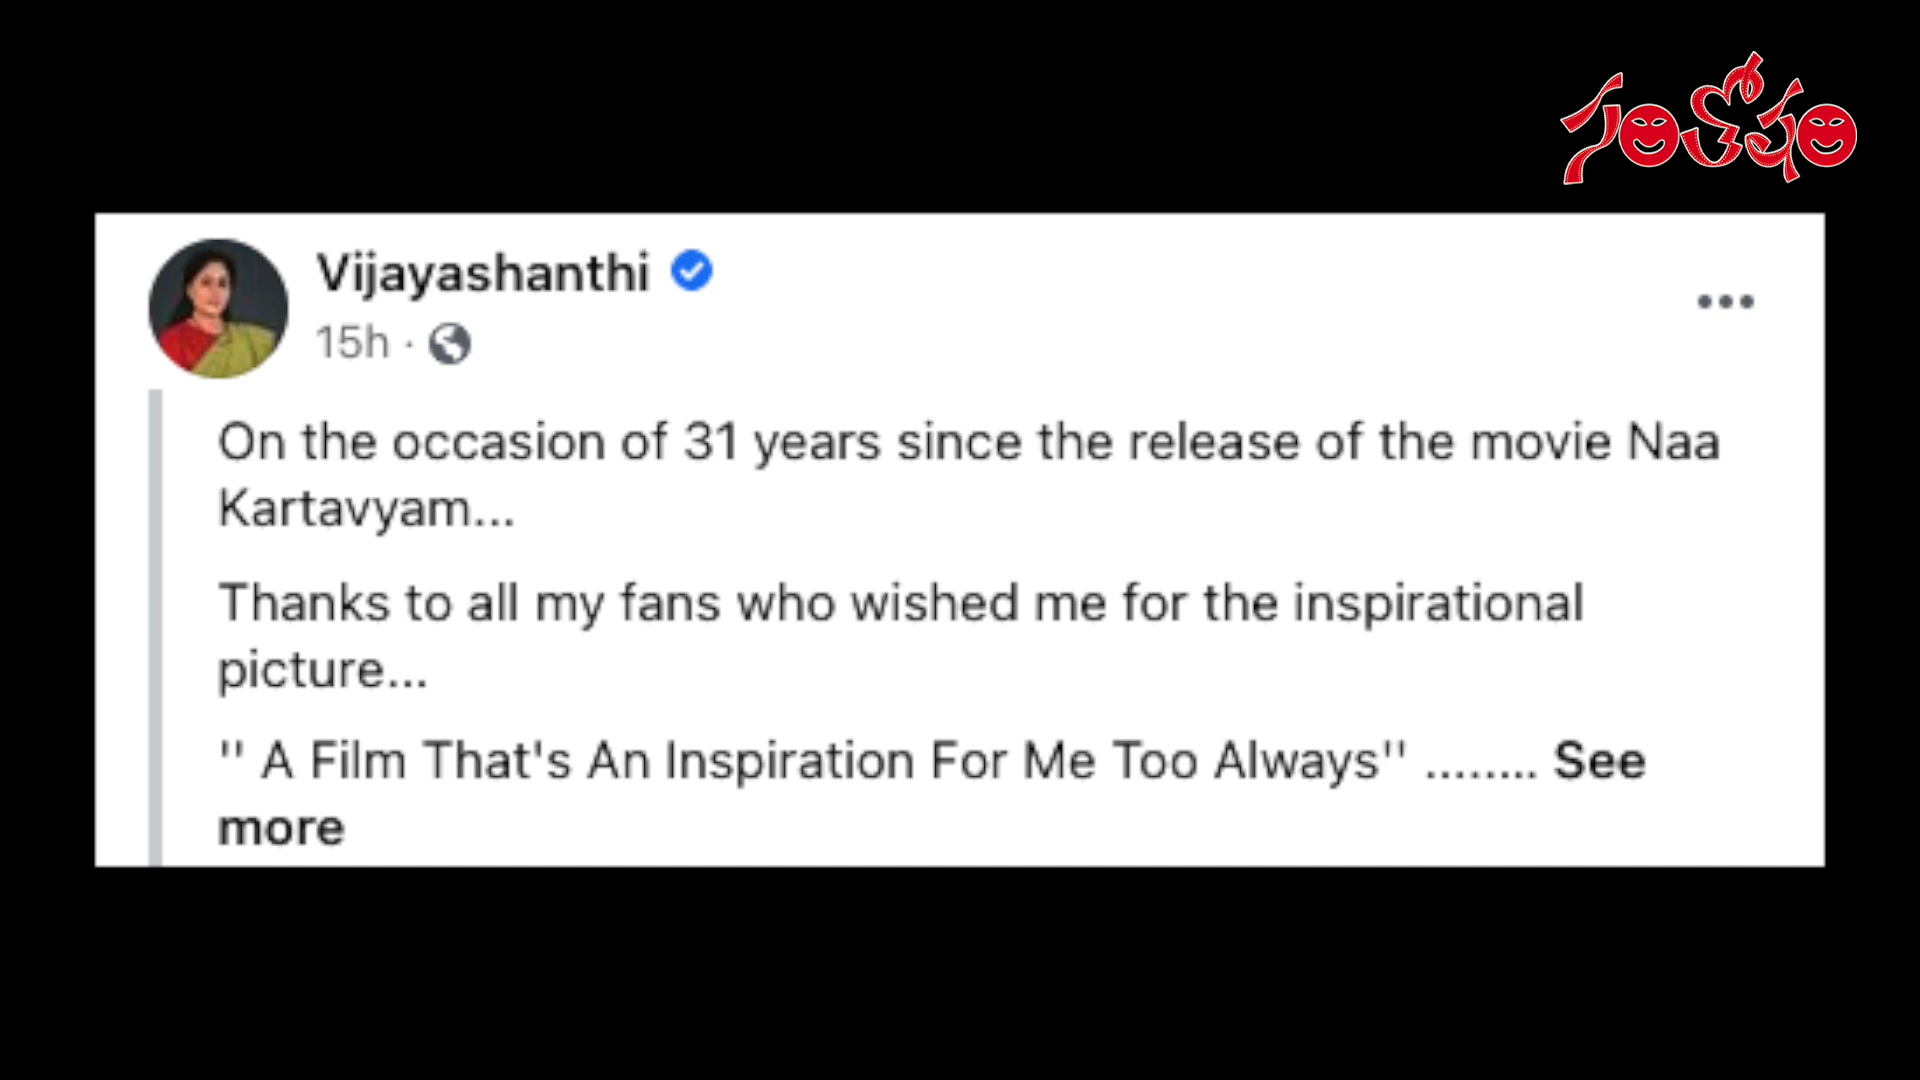 సంతోషం
Vijayashanthi
15h ·
On the occasion of 31 years since the release of the movie Naa
Kartavyam...
Thanks to all my fans who wished me for the inspirational
picture...
'' A Film That's An Inspiration For Me Too Always'' ........ See
more